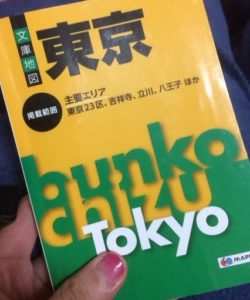 文庫地図
東京
掲載範囲
主要エリア
東京23区、吉祥寺、立川、八王子 ほか
bunko
chizu
Tokyo
MAPP